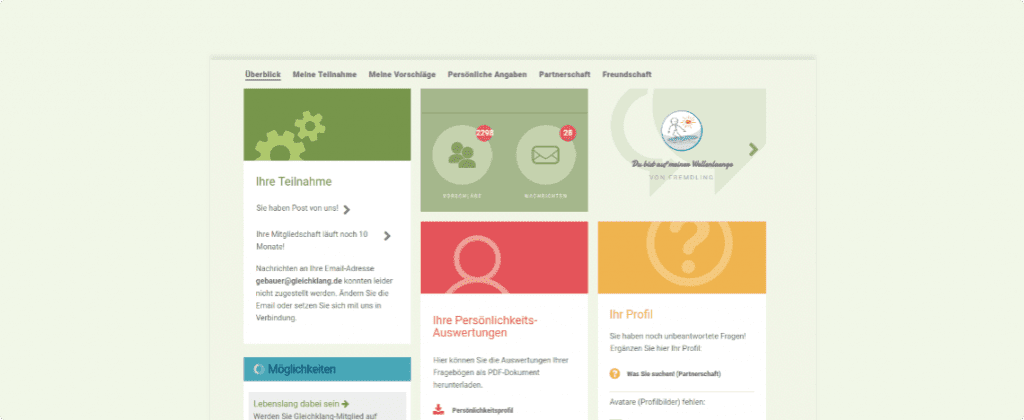 Überblick Meine Teilnahme Meine Vorschläge Persönliche Angaben Partnerschaft Freundschaft
2298
28
VORSCHLÄGE NACHRICHTEN
Du bist auf meiner Wellenlaenge
VON FREMDLING
Ihre Teilnahme
Sie haben Post von uns!
Ihre Mitgliedschaft läuft noch 10
Monate!
Nachrichten an Ihre Email-Adresse
gebauer@gleichklang.de konnten leider
nicht zugestellt werden. Ändern Sie die
Email oder setzen Sie sich mit uns in
Verbindung.
Möglichkeiten
Lebenslang dabei sein
Werden Sie Gleichklang-Mitglied auf
Ihre Persönlichkeits-
Auswertungen
Hier können Sie die Auswertungen Ihrer
Fragebögen als PDF-Dokument
herunterladen.
Persönlichkeitsprofil
Ihr Profil
Sie haben noch unbeantwortete Fragen!
Ergänzen Sie hier Ihr Profil:
Was Sie suchen! (Partnerschaft)
Avatare (Profilbilder) fehlen: